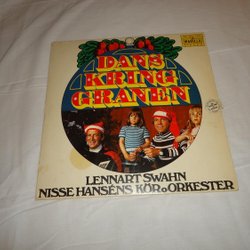 DANS
KRING
GRANEN
LENNART SWAHN
NISSE HANSÉNS KÖR o ORKESTER